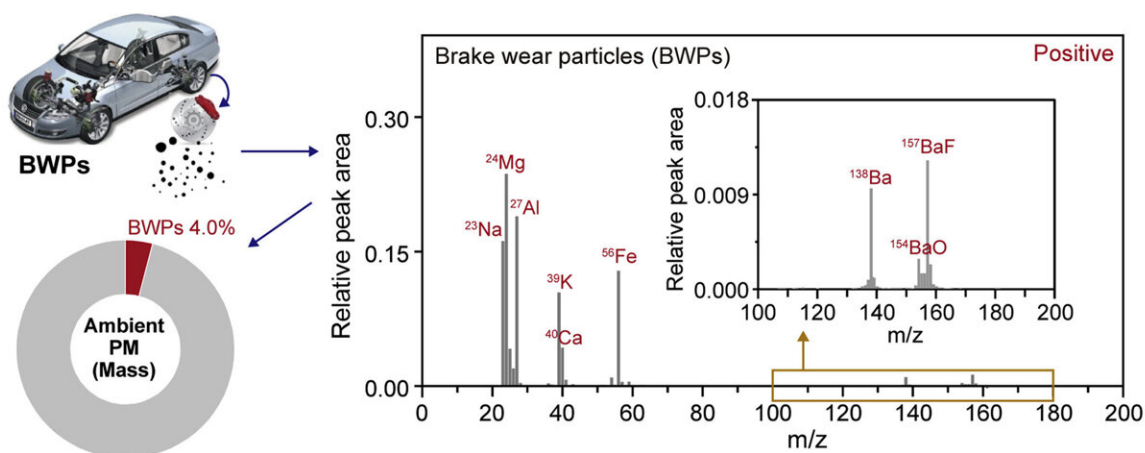 BWPs
BWPs 4.0%
Ambient
PM
(Mass)
Brake wear particles (BWPs)
Positive
Relative peak area
0.30
0.15
0.00
²⁴Mg
²⁷Al
²³Na
⁵⁶Fe
³⁹K
⁴⁰Ca
0 20 40 60 80 100 120 140 160 180 200
m/z
Relative peak area
0.018
0.009
0.000
¹⁵⁷BaF
¹³⁸Ba
¹⁵⁴BaO
100 120 140 160 180 200
m/z